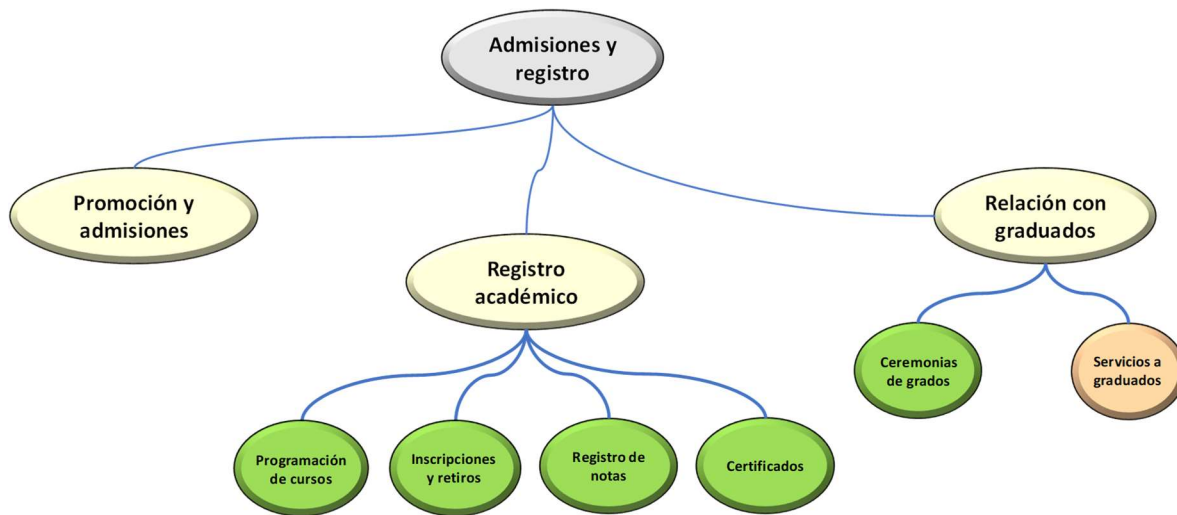 Admisiones y
registro
Promoción y
admisiones
Relación con
graduados
Registro
académico
Ceremonias
de grados
Servicios a
graduados
Programación
de cursos
Inscripciones
y retiros
Registro de
notas
Certificados